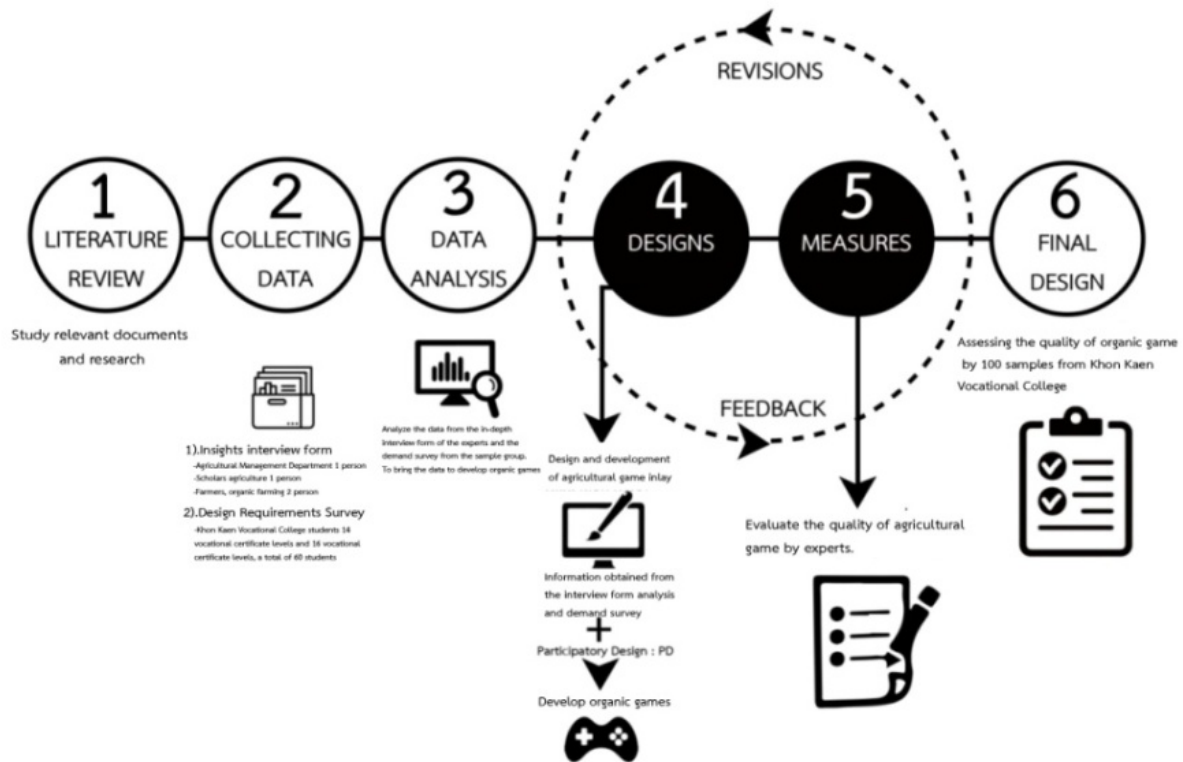 REVISIONS
1
LITERATURE
REVIEW
Study relevant documents
and research
2
COLLECTING
DATA
1).Insights interview form
-Agricultural Management Department 1 person
-Scholars agriculture 1 person
-Farmers, organic farming 2 person
2).Design Requirements Survey
-Khon Kaen Vocational College students 16
vocational certificate levels and 16 vocational
certificate levels, a total of 60 students
3
DATA
ANALYSIS
Analyze the data from the in-depth
interview form of the experts and the
demand survey from the sample group.
To bring the data to develop organic games
4
DESIGNS
Design and development
of agricultural game inlay
Information obtained from
the interview form analysis
and demand survey
+
Participatory Design : PD
Develop organic games
5
MEASURES
FEEDBACK
Evaluate the quality of agricultural
game by experts.
6
FINAL
DESIGN
Assessing the quality of organic game
by 100 samples from Khon Kaen
Vocational College